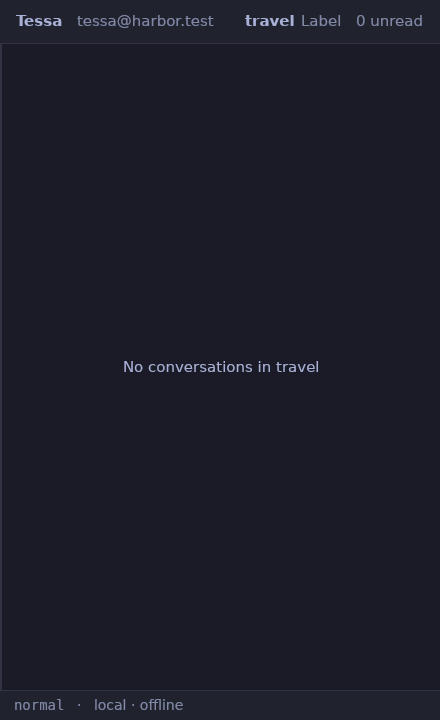 Tessa tessa@harbor.test travel Label 0 unread
No conversations in travel
normal · local · offline